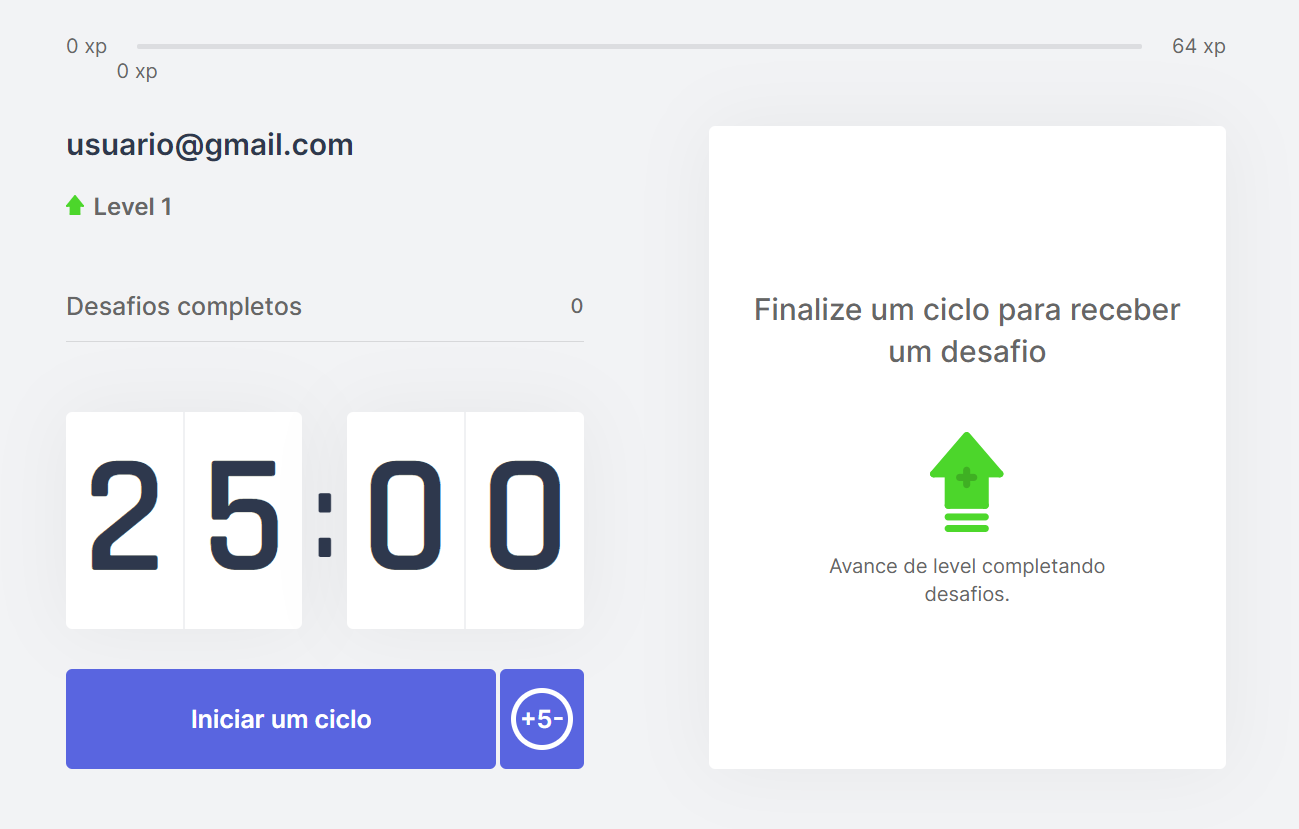 0 xp 64 xp
0 xp
usuario@gmail.com
Level 1
Desafios completos 0
25:00
Iniciar um ciclo +5-
Finalize um ciclo para receber
um desafio
Avance de level completando
desafios.